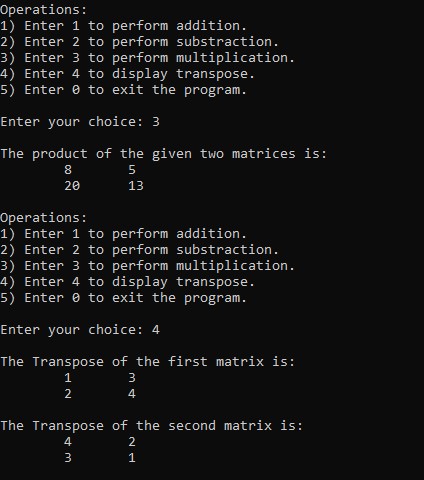 Operations:
1) Enter 1 to perform addition.
2) Enter 2 to perform substraction.
3) Enter 3 to perform multiplication.
4) Enter 4 to display transpose.
5) Enter 0 to exit the program.
Enter your choice: 3
The product of the given two matrices is:
8 5
20 13
Operations:
1) Enter 1 to perform addition.
2) Enter 2 to perform substraction.
3) Enter 3 to perform multiplication.
4) Enter 4 to display transpose.
5) Enter 0 to exit the program.
Enter your choice: 4
The Transpose of the first matrix is:
1 3
2 4
The Transpose of the second matrix is:
4 2
3 1